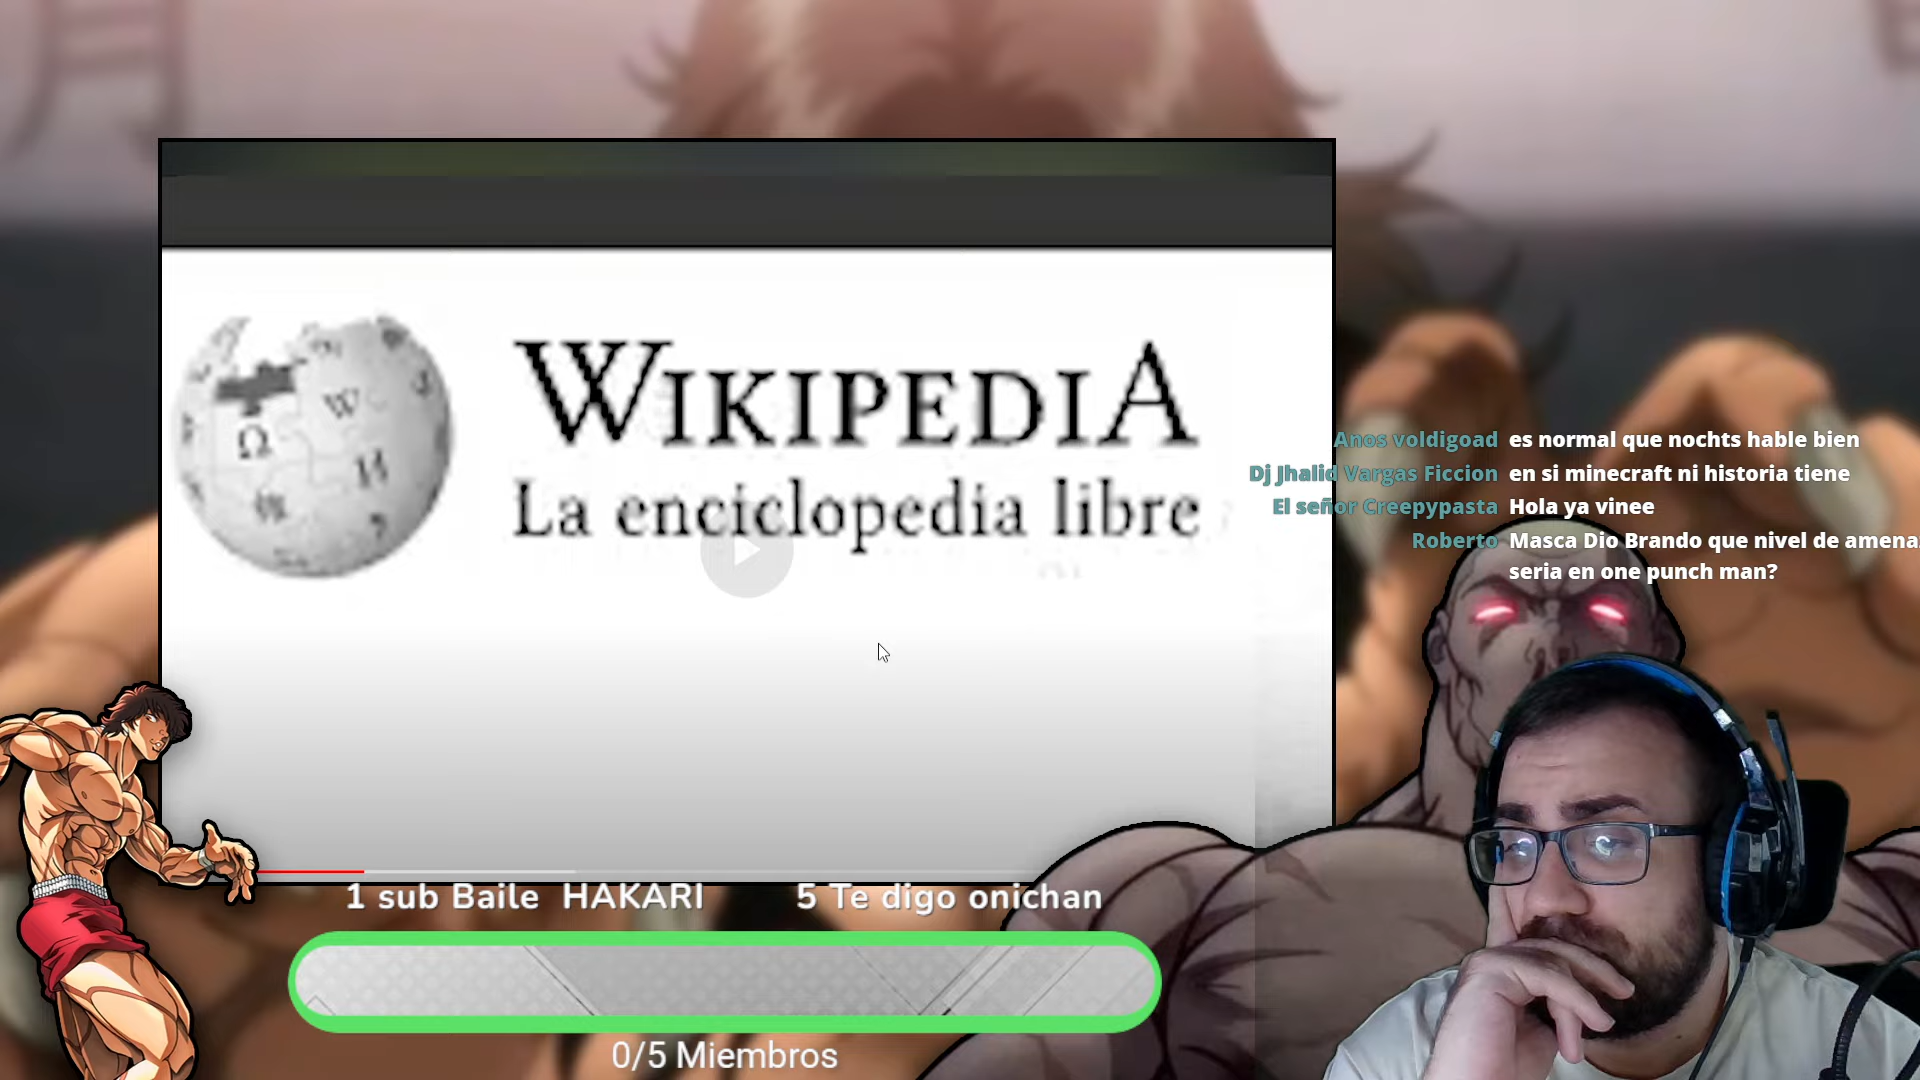 WIKIPEDIA
La enciclopedia libre
Anos voldigoad es normal que nochts hable bien
Dj Jhalid Vargas Ficcion en si minecraft ni historia tiene
El señor Creepypasta Hola ya vinee
Roberto Masca Dio Brando que nivel de amena
seria en one punch man?
1 sub Baile HAKARI 5 Te digo onichan
0/5 Miembros